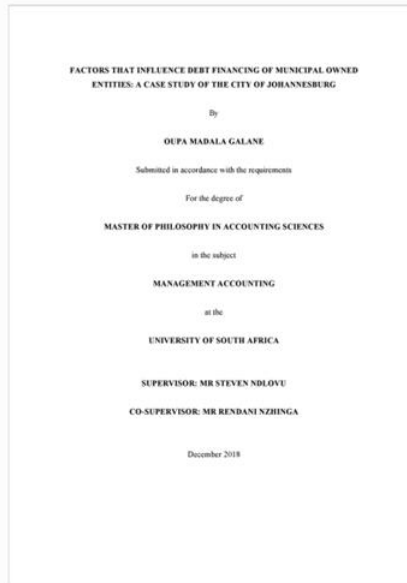 FACTORS THAT INFLUENCE DEBT FINANCING OF MUNICIPAL OWNED
ENTITIES: A CASE STUDY OF THE CITY OF JOHANNESBURG
By
OUPA MADALA GALANE
Submitted in accordance with the requirements
For the degree of
MASTER OF PHILOSOPHY IN ACCOUNTING SCIENCES
in the subject
MANAGEMENT ACCOUNTING
at the
UNIVERSITY OF SOUTH AFRICA
SUPERVISOR: MR STEVEN NDLOVU
CO-SUPERVISOR: MR RENDANI NZHINGA
December 2018